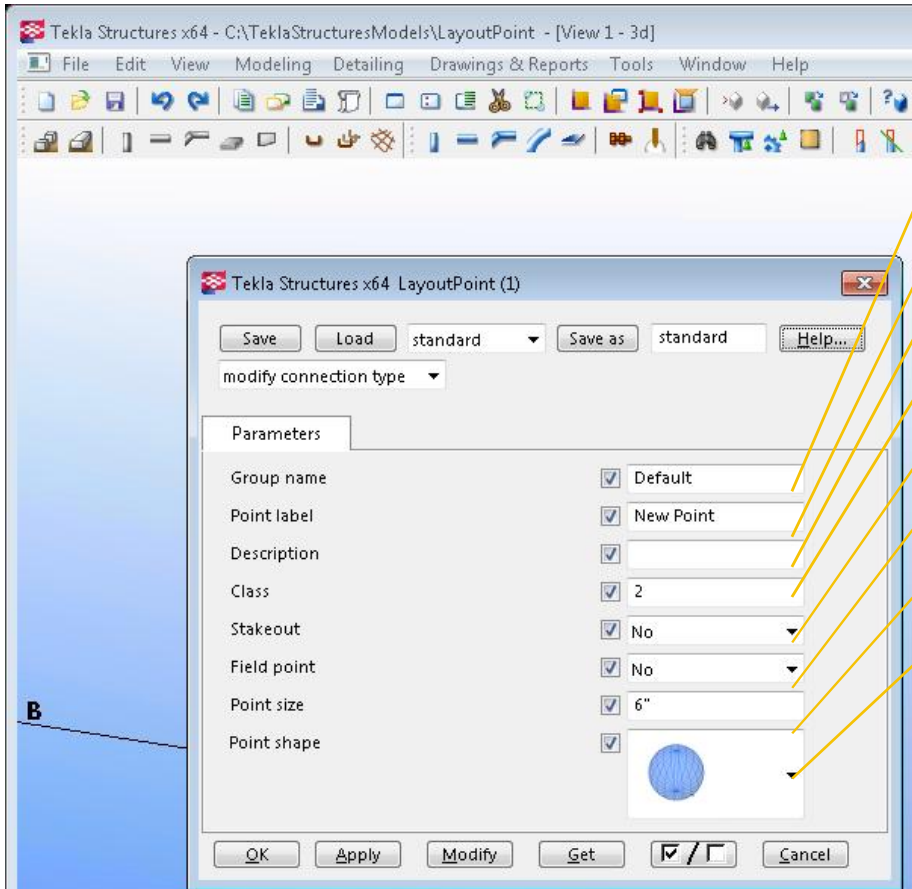 Tekla Structures x64 - C:\TeklaStructuresModels\LayoutPoint - [View 1 - 3d]
File Edit View Modeling Detailing Drawings & Reports Tools Window Help
Tekla Structures x64 LayoutPoint (1)
Save Load standard Save as standard Help...
modify connection type
Parameters
Group name Default
Point label New Point
Description
Class 2
Stakeout No
Field point No
Point size 6"
B
Point shape
OK Apply Modify Get / Cancel